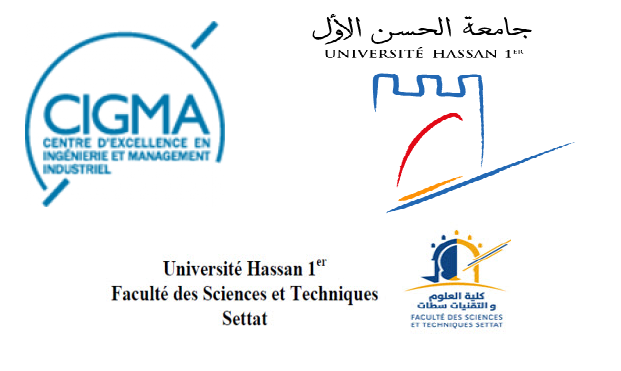 CIGMA
CENTRE D'EXCELLENCE EN
INGÉNIERIE ET MANAGEMENT
INDUSTRIEL
جامعة الحسن الأول
UNIVERSITÉ HASSAN 1ER
Université Hassan 1er
Faculté des Sciences et Techniques
Settat
كلية العلوم
و التقنيات سطات
FACULTÉ DES SCIENCES
ET TECHNIQUES SETTAT